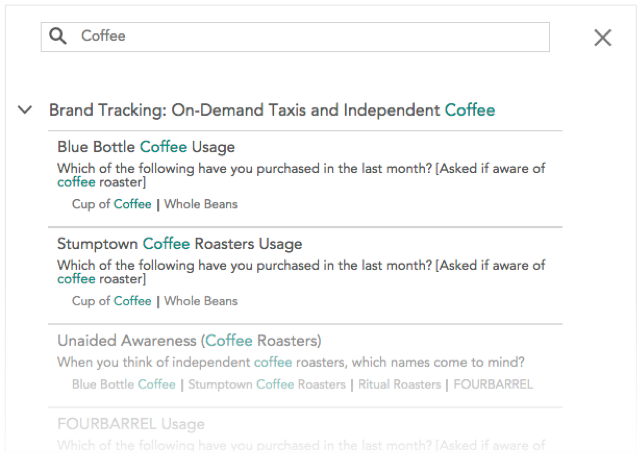 Coffee
Brand Tracking: On-Demand Taxis and Independent Coffee
Blue Bottle Coffee Usage
Which of the following have you purchased in the last month? [Asked if aware of
coffee roaster]
Cup of Coffee | Whole Beans
Stumptown Coffee Roasters Usage
Which of the following have you purchased in the last month? [Asked if aware of
coffee roaster]
Cup of Coffee | Whole Beans
Unaided Awareness (Coffee Roasters)
When you think of independent coffee roasters, which names come to mind?
Blue Bottle Coffee | Stumptown Coffee Roasters | Ritual Roasters | FOURBARREL
FOURBARREL Usage
Which of the following have you purchased in the last month? [Asked if aware of